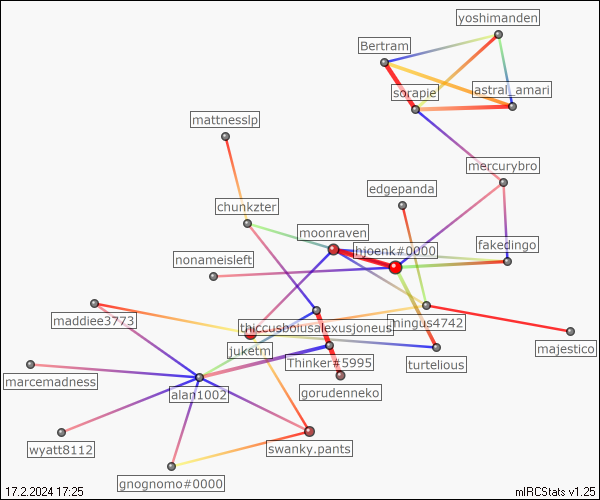 yoshimanden
Bertram
astral_amari
sorapie
mattnesslp
mercurybro
edgepanda
chunkzter
moonraven
hjoenk#0000
fakedingo
nonameisleft
maddiee3773
thiccusboiusalexusjoneus
mingus4742
juketm
majestico
Thinker#5995
turtelious
marcemadness
alan1002
gorudenneko
wyatt8112
swanky.pants
gnognomo#0000
17.2.2024 17:25
mIRCStats v1.25